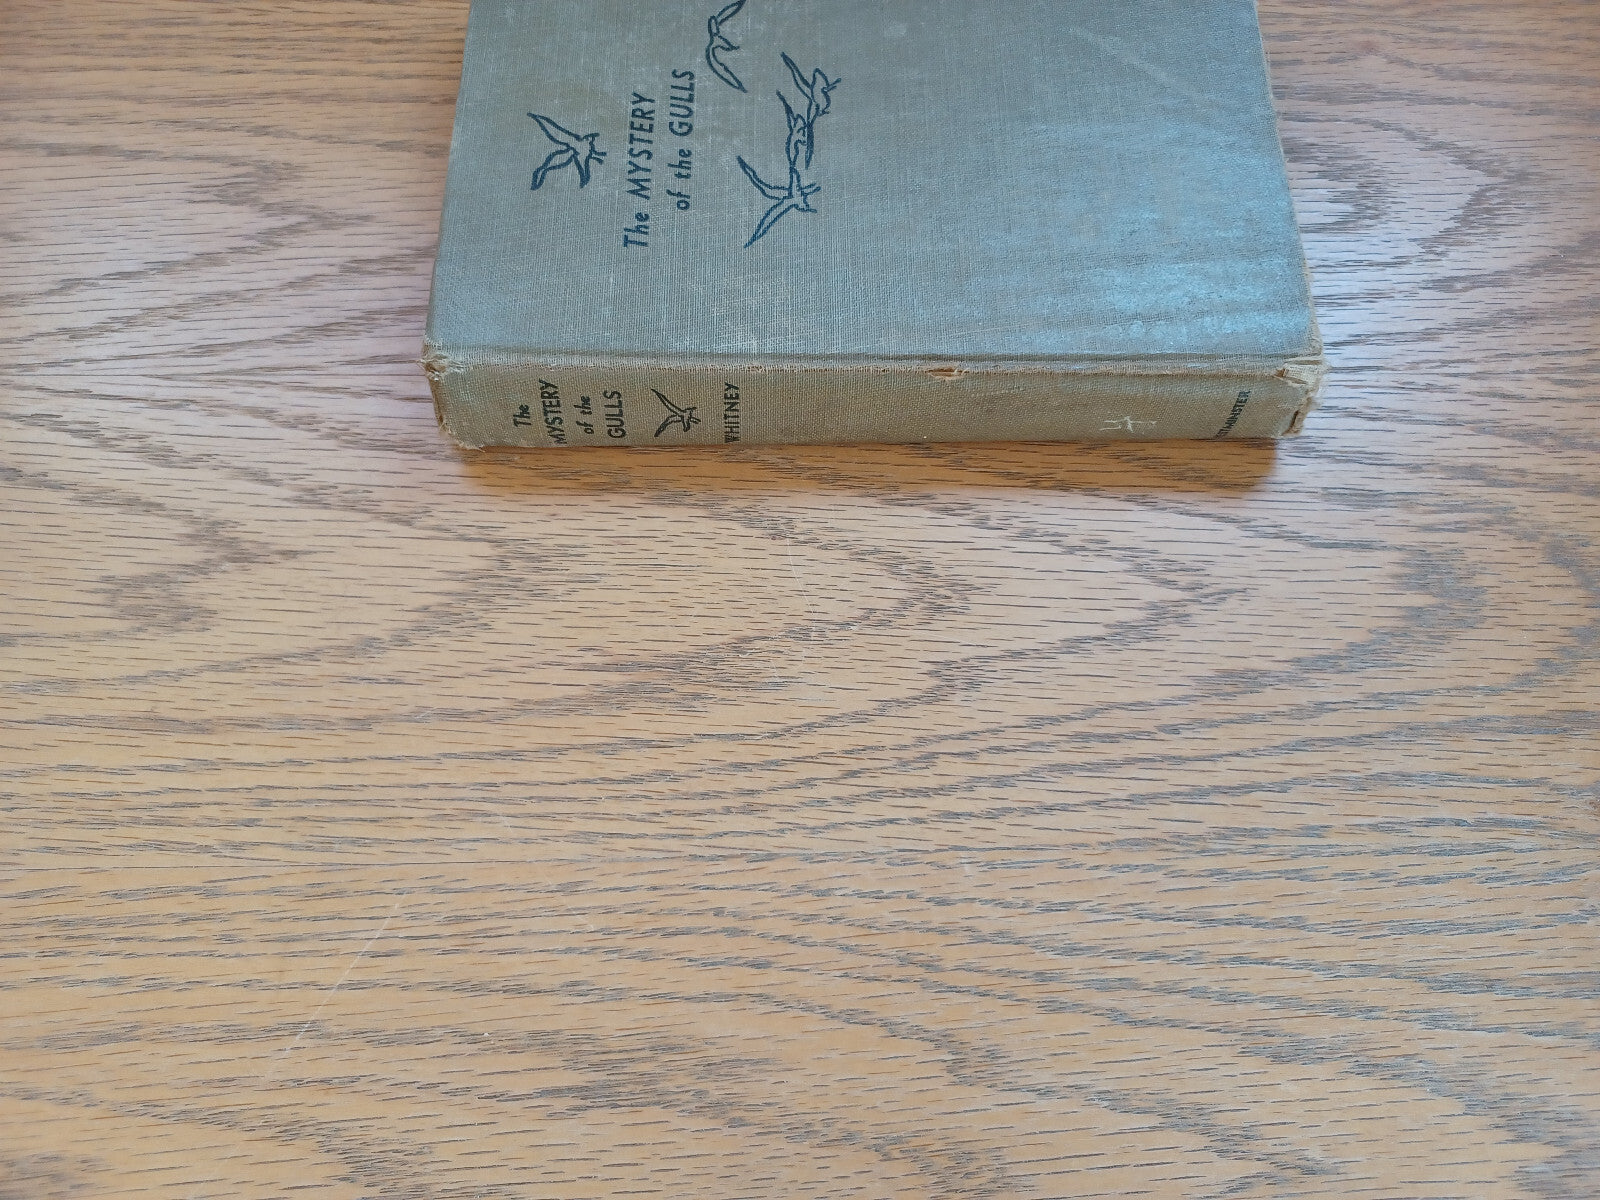 The MYSTERY
of the GULLS
The
MYSTERY
of the
GULLS
WHITNEY